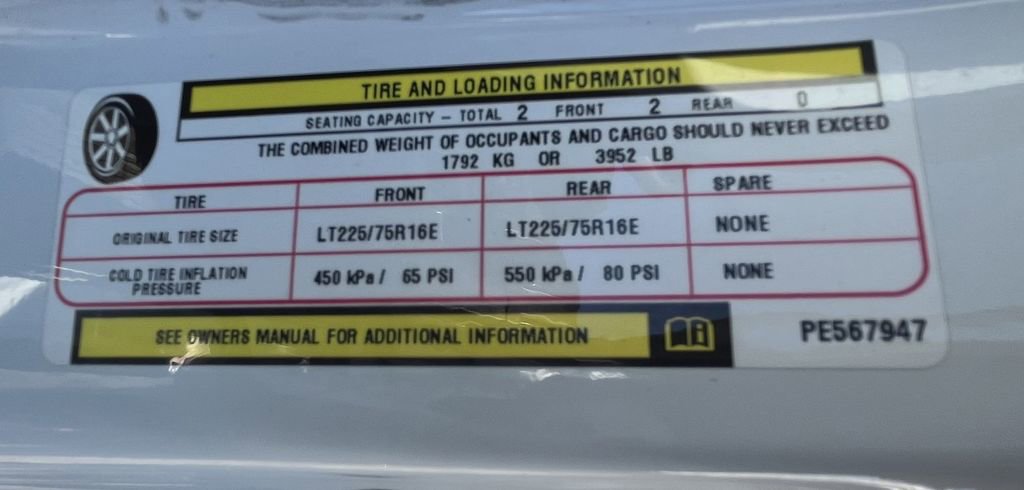 TIRE AND LOADING INFORMATION
SEATING CAPACITY – TOTAL 2 FRONT 2 REAR 0
THE COMBINED WEIGHT OF OCCUPANTS AND CARGO SHOULD NEVER EXCEED
1792 KG OR 3952 LB
TIRE FRONT REAR SPARE
ORIGINAL TIRE SIZE LT225/75R16E LT225/75R16E NONE
COLD TIRE INFLATION PRESSURE 450 kPa / 65 PSI 550 kPa / 80 PSI NONE
SEE OWNERS MANUAL FOR ADDITIONAL INFORMATION
PE567947